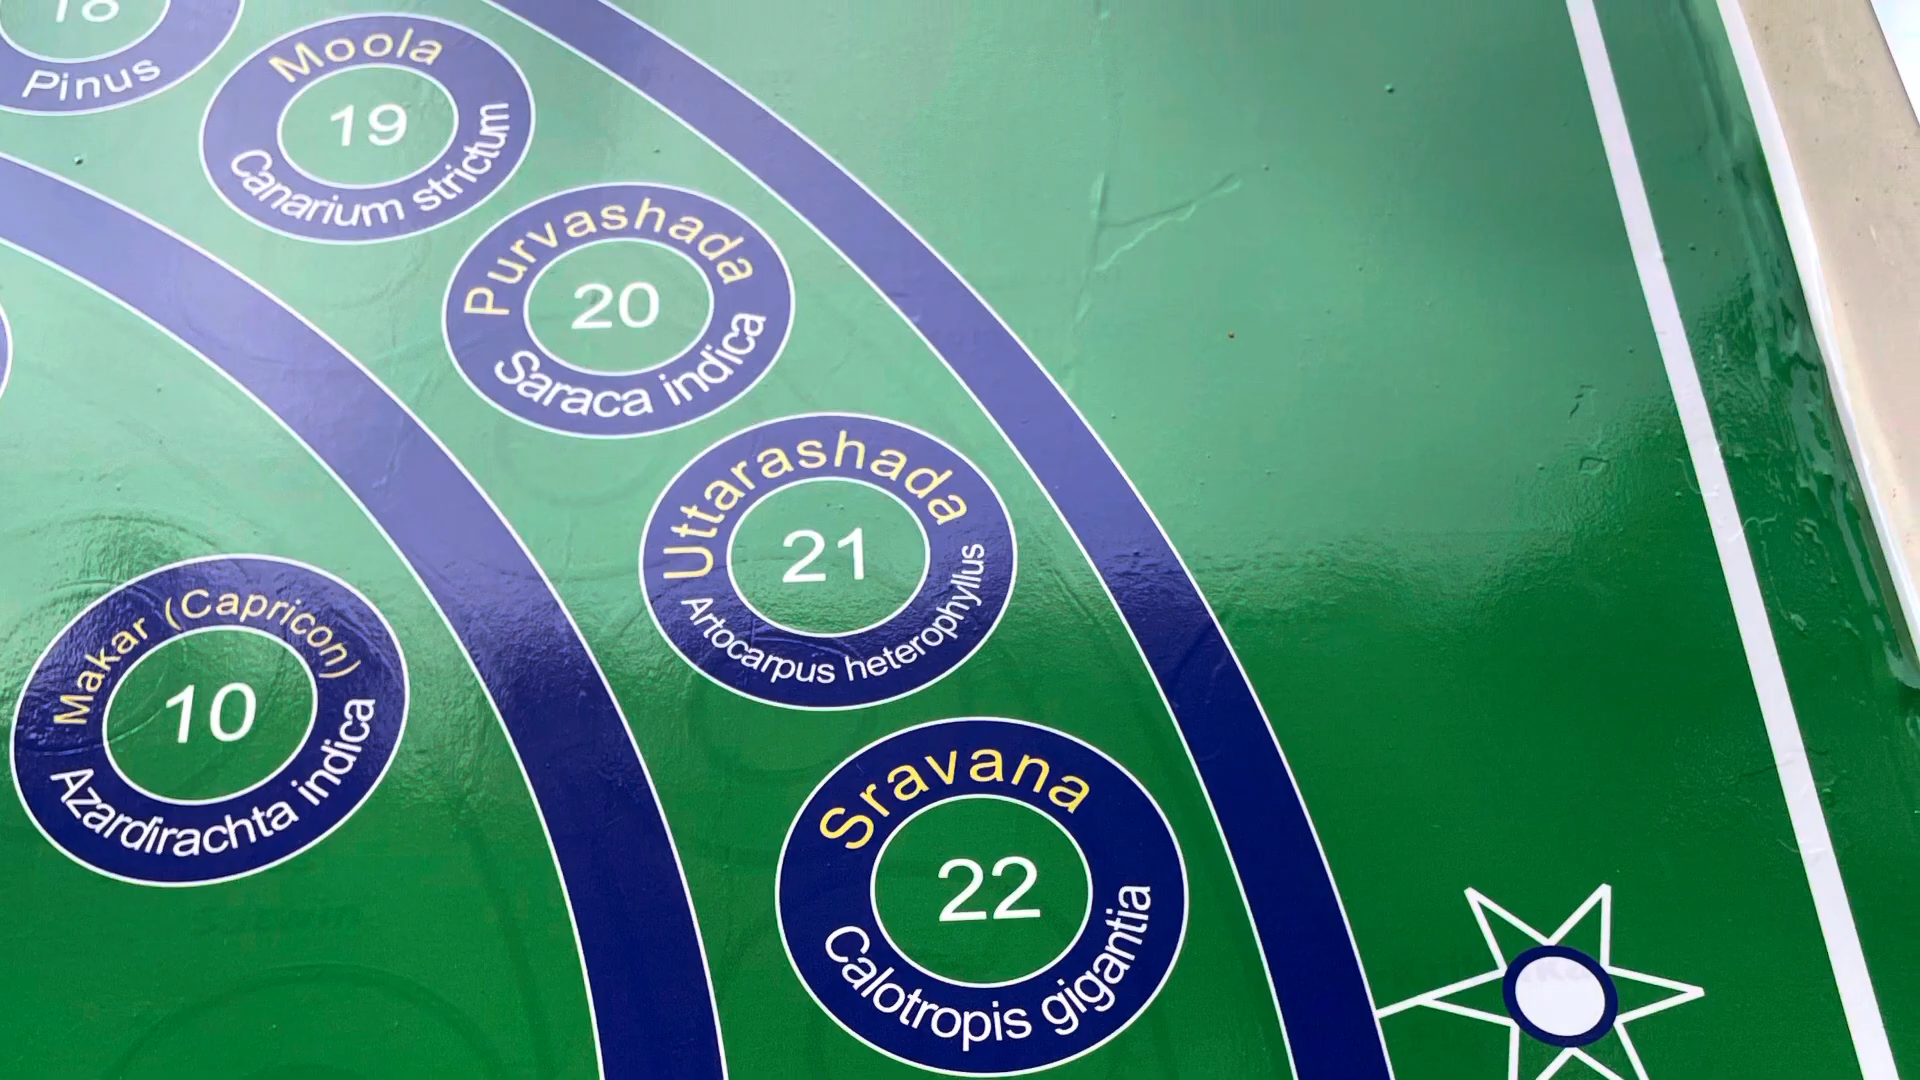 18
Pinus
Moola
19
Canarium strictum
Purvashada
20
Saraca indica
Uttarashada
21
Artocarpus heterophyllus
Makar (Capricon)
10
Azardirachta indica
Sravana
22
Calotropis gigantia